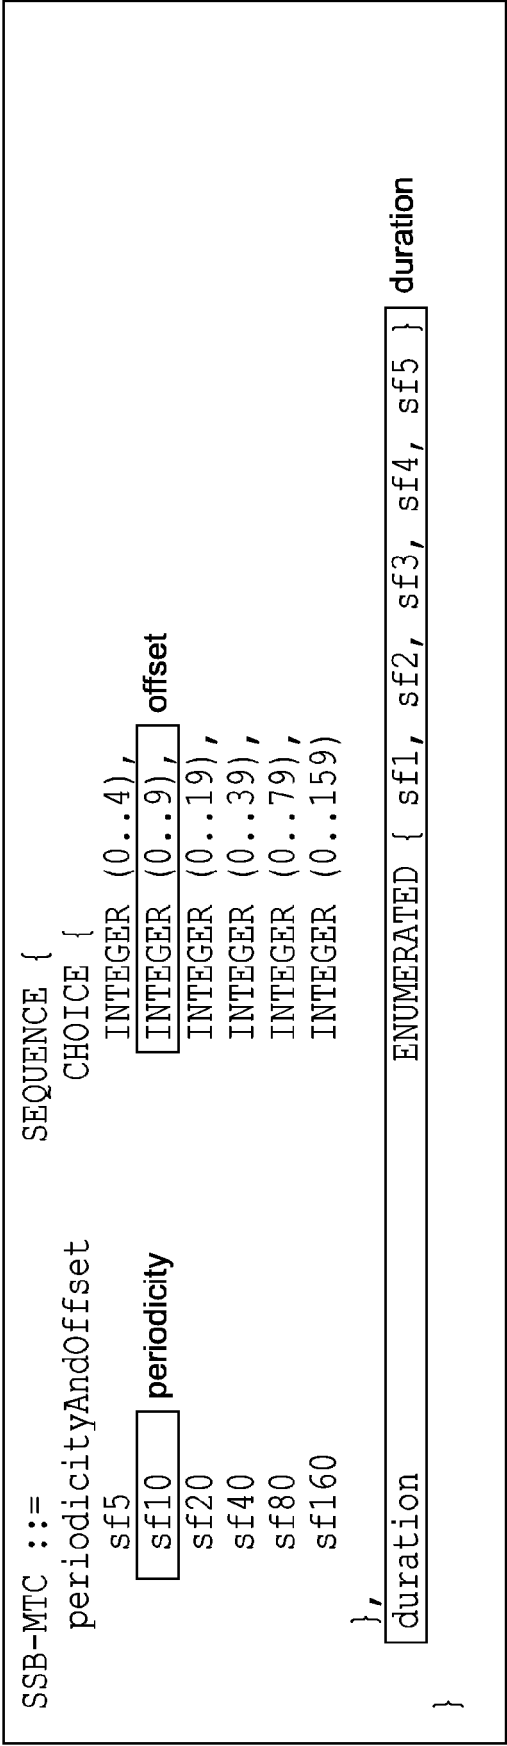 SSB-MTC ::= SEQUENCE {
periodicityAndOffset CHOICE {
sf5 INTEGER (0..4),
sf10 periodicity INTEGER (0..9), offset
sf20 INTEGER (0..19),
sf40 INTEGER (0..39),
sf80 INTEGER (0..79),
sf160 INTEGER (0..159)
},
duration ENUMERATED { sf1, sf2, sf3, sf4, sf5 } duration
}